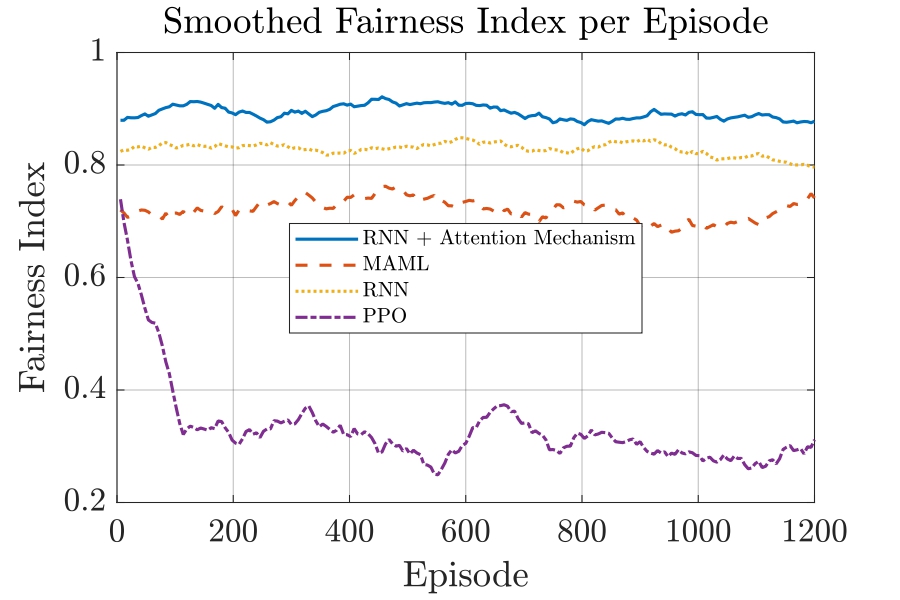 Smoothed Fairness Index per Episode
1
0.8
0.6
0.4
0.2
Fairness Index
RNN + Attention Mechanism
MAML
RNN
PPO
0 200 400 600 800 1000 1200
Episode